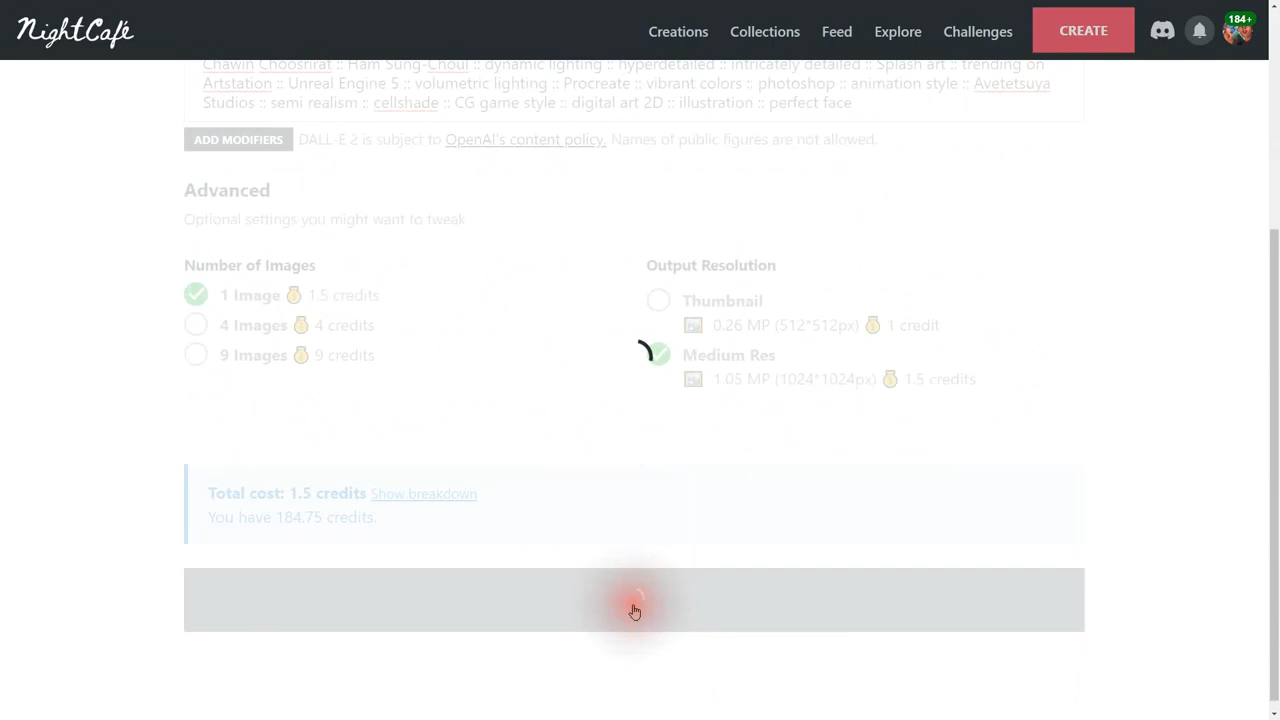 NightCafé
Creations Collections Feed Explore Challenges CREATE 184+
Chawin Choosrirat :: Ham Sung-Choul :: dynamic lighting :: hyperdetailed :: intricately detailed :: Splash art :: trending on
Artstation :: Unreal Engine 5 :: volumetric lighting :: Procreate :: vibrant colors :: photoshop :: animation style :: Avetetsuya
Studios :: semi realism :: cellshade :: CG game style :: digital art 2D :: illustration :: perfect face
ADD MODIFIERS DALL-E 2 is subject to OpenAI's content policy. Names of public figures are not allowed.
Advanced
Optional settings you might want to tweak
Number of Images
1 Image 1.5 credits
4 Images 4 credits
9 Images 9 credits
Output Resolution
Thumbnail
0.26 MP (512*512px) 1 credit
Medium Res
1.05 MP (1024*1024px) 1.5 credits
Total cost: 1.5 credits Show breakdown
You have 184.75 credits.